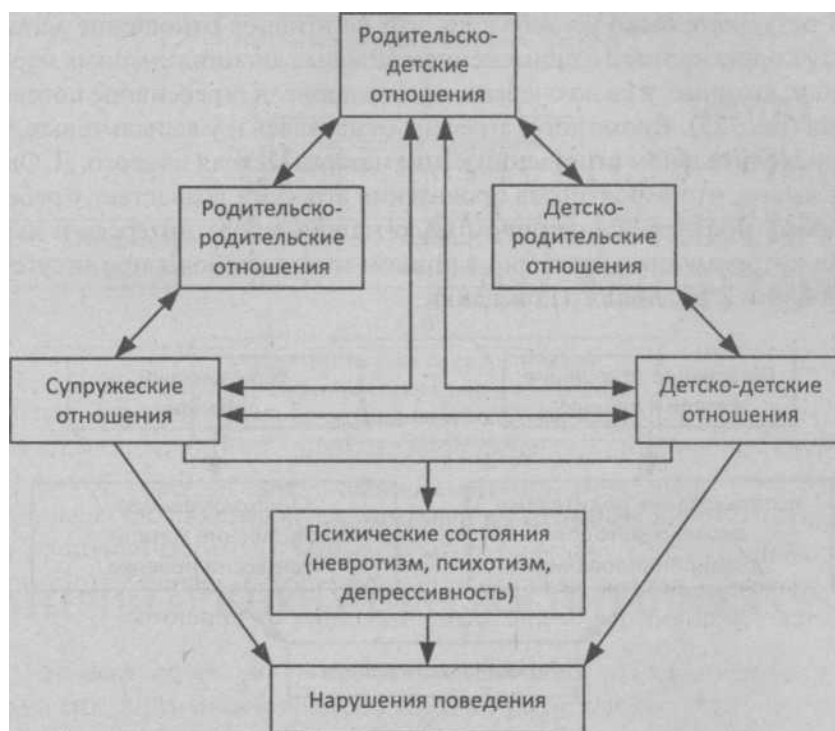 Родительско-
детские
отношения
Родительско-
родительские
отношения
Детско-
родительские
отношения
Супружеские
отношения
Детско-детские
отношения
Психические состояния
(невротизм, психотизм,
депрессивность)
Нарушения поведения